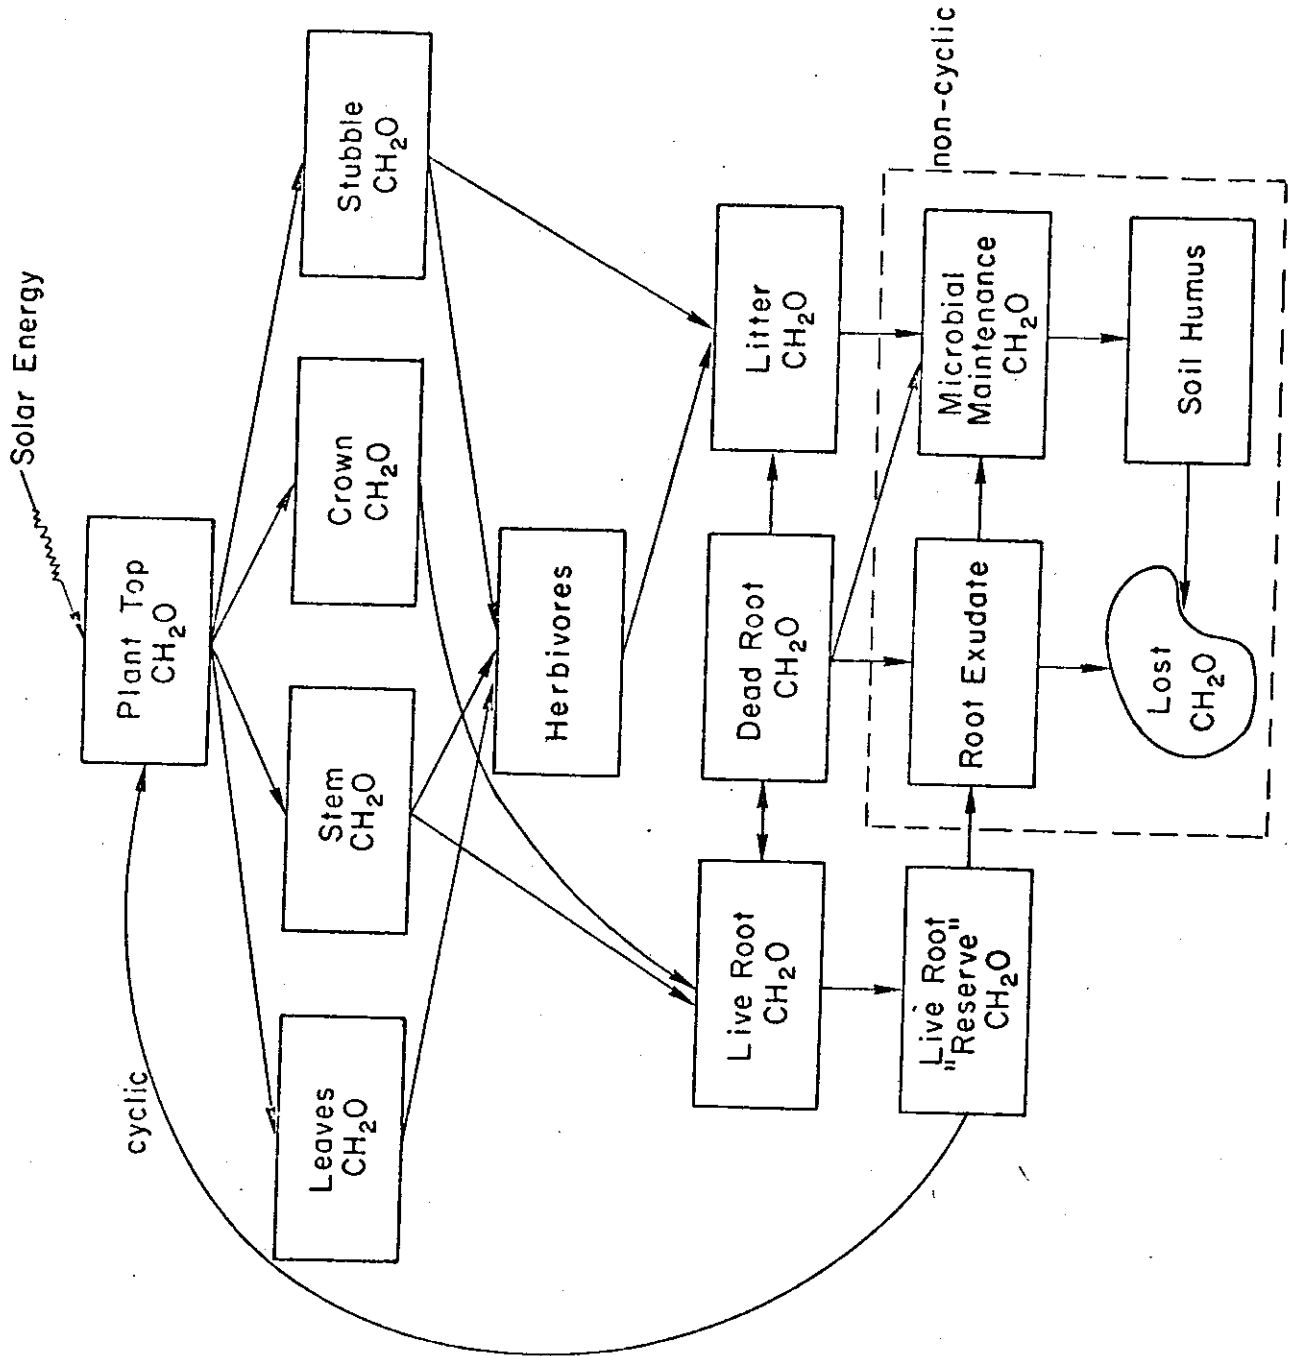 Solar Energy
Plant Top
CH₂O
cyclic
Leaves
CH₂O
Stem
CH₂O
Crown
CH₂O
Stubble
CH₂O
Herbivores
Live Root
CH₂O
Dead Root
CH₂O
Litter
CH₂O
non-cyclic
Live Root
"Reserve"
CH₂O
Root Exudate
Microbial
Maintenance
CH₂O
Lost
CH₂O
Soil Humus